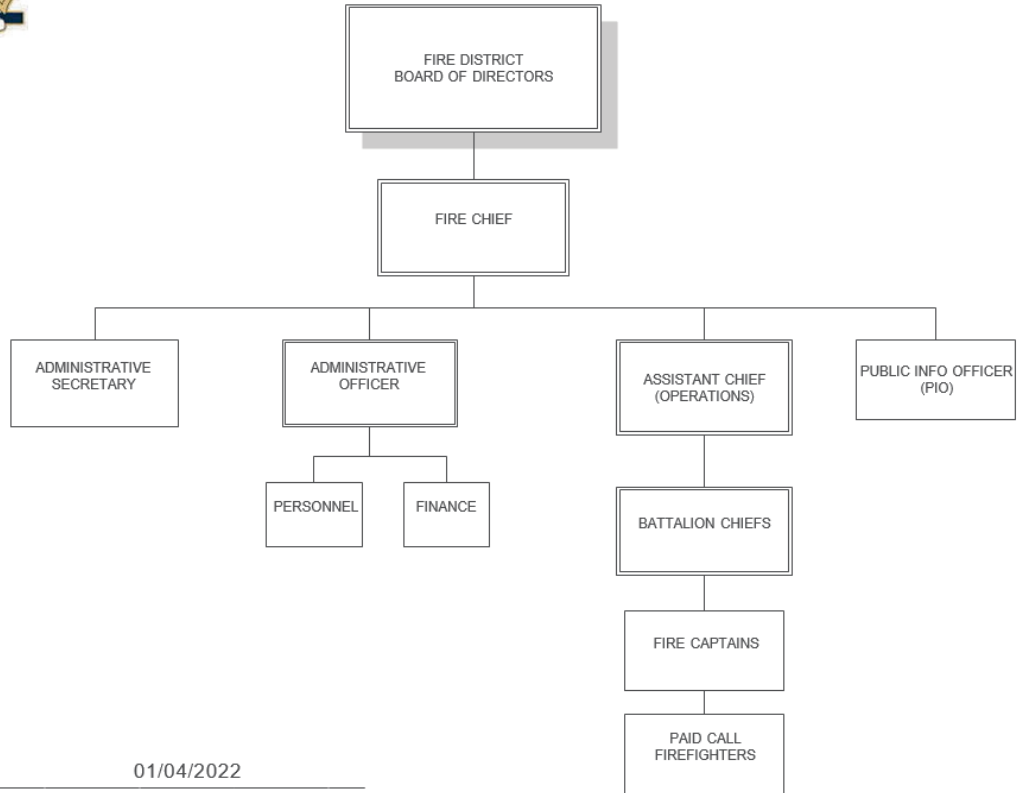 FIRE DISTRICT
BOARD OF DIRECTORS
FIRE CHIEF
ADMINISTRATIVE
SECRETARY
ADMINISTRATIVE
OFFICER
ASSISTANT CHIEF
(OPERATIONS)
PUBLIC INFO OFFICER
(PIO)
PERSONNEL
FINANCE
BATTALION CHIEFS
FIRE CAPTAINS
PAID CALL
FIREFIGHTERS
01/04/2022